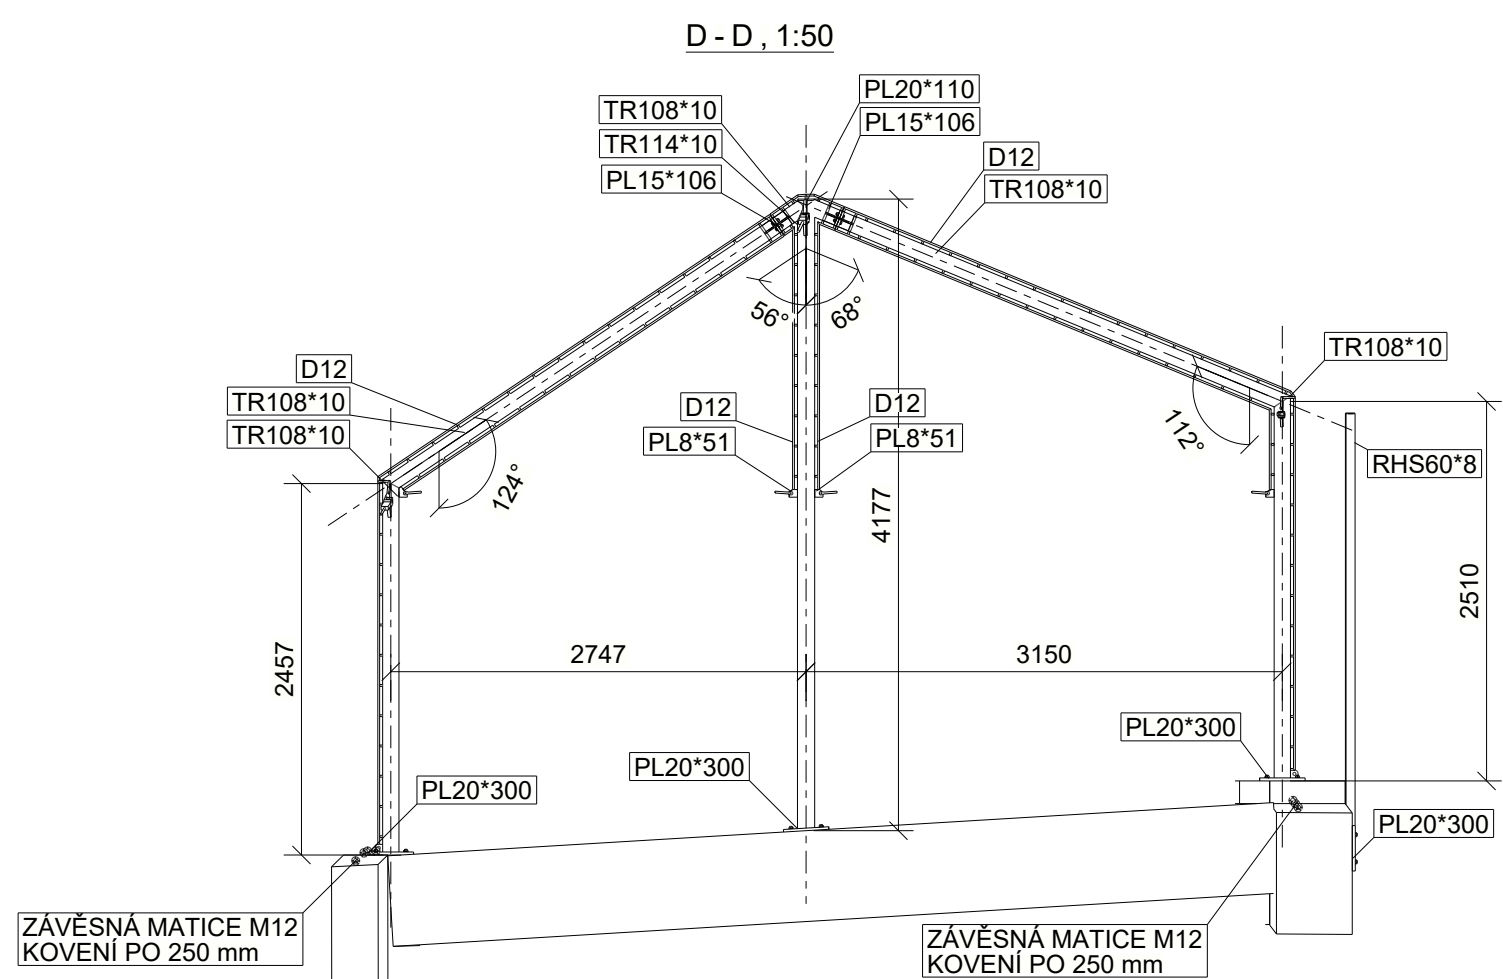 D - D , 1:50
PL20*110
TR108*10
PL15*106
TR114*10
D12
PL15*106
TR108*10
56°
68°
TR108*10
D12
TR108*10
D12
D12
112°
TR108*10
PL8*51
PL8*51
RHS60*8
124°
4177
2510
2457
2747
3150
PL20*300
PL20*300
PL20*300
PL20*300
ZÁVĚSNÁ MATICE M12
KOVENÍ PO 250 mm
ZÁVĚSNÁ MATICE M12
KOVENÍ PO 250 mm